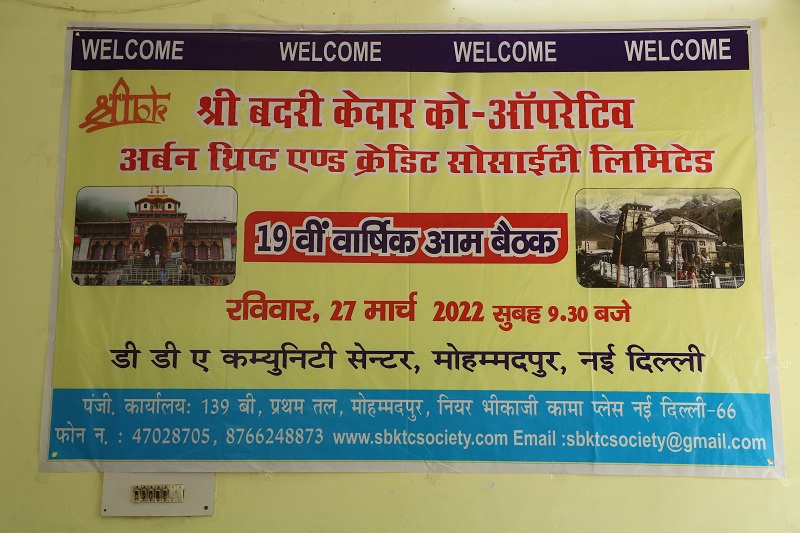 WELCOME WELCOME WELCOME WELCOME
श्रीbk
श्री बदरी केदार को-ऑपरेटिव
अर्बन थ्रिप्ट एण्ड क्रेडिट सोसाईटी लिमिटेड
19 वीं वार्षिक आम बैठक
रविवार, 27 मार्च 2022 सुबह 9.30 बजे
डी डी ए कम्युनिटी सेन्टर, मोहम्मदपुर, नई दिल्ली
पंजी. कार्यालय: 139 बी, प्रथम तल, मोहम्मदपुर, नियर भीकाजी कामा प्लेस नई दिल्ली-66
फोन न. : 47028705, 8766248873 www.sbktcsociety.com Email :sbktcsociety@gmail.com